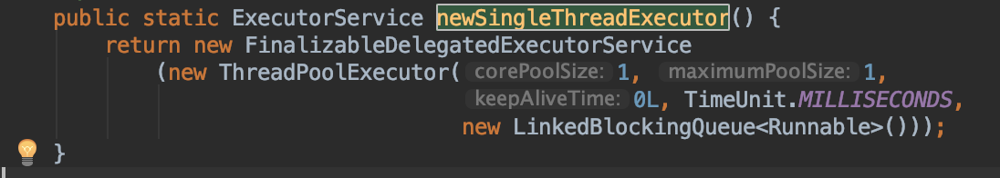 public static ExecutorService newSingleThreadExecutor() {
return new FinalizableDelegatedExecutorService
(new ThreadPoolExecutor( corePoolSize: 1, maximumPoolSize: 1,
keepAliveTime: 0L, TimeUnit.MILLISECONDS,
new LinkedBlockingQueue<Runnable>()));
}